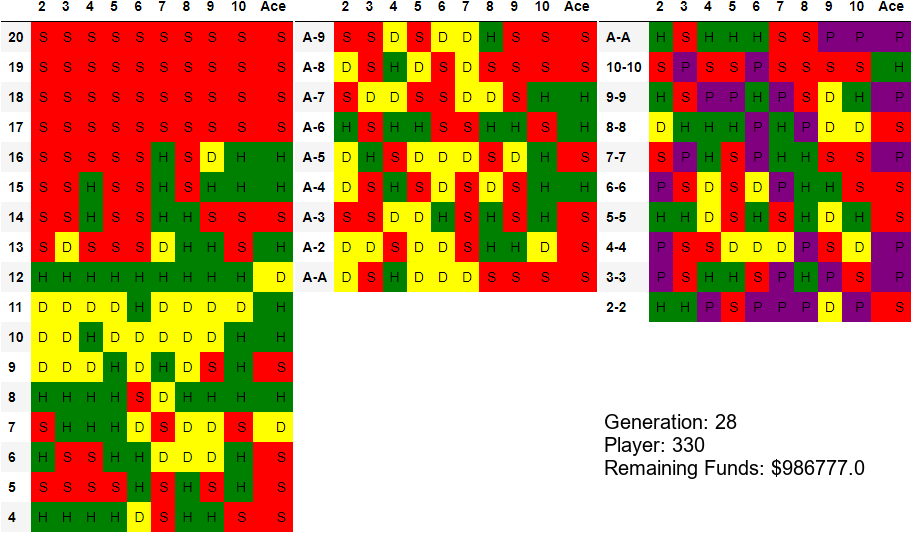 2 3 4 5 6 7 8 9 10 Ace
20 S S S S S S S S S S
19 S S S S S S S S S S
18 S S S S S S S S S S
17 S S S S S S S S S S
16 S S S S S H S D H H
15 S S H S S H S H H H
14 S S H S S H H S S S
13 S D S S S D H H S H
12 H H H H H H H H H D
11 D D D D H D D D D H
10 D D H D D D D D H H
9 D D D H D H D S H S
8 H H H H S D H H H H
7 S H H H D S D D S D
6 H S S H H D D D H S
5 S S S S H S H S H S
4 H H H H D S H H S S
2 3 4 5 6 7 8 9 10 Ace
A-9 S S D S D D H S S S
A-8 D S H D S D S S S S
A-7 S D D S S D D S H H
A-6 H S H H S S H H S H
A-5 D H S D D D S D H S
A-4 D S H S D S D S H H
A-3 S S D D H S H S H S
A-2 D D S D D S H H D S
A-A D S H D D D S S S S
2 3 4 5 6 7 8 9 10 Ace
A-A H S H H H S S P P P
10-10 S P S S P S S S S H
9-9 H S P P H P S D H P
8-8 D H H H P H P D D S
7-7 S P H S P H H S S P
6-6 P S D S D P H H S S
5-5 H H D S H S H D H S
4-4 P S S D D D P S D P
3-3 P S H H S P H P S P
2-2 H H P S P P P D P S
Generation: 28
Player: 330
Remaining Funds: $986777.0